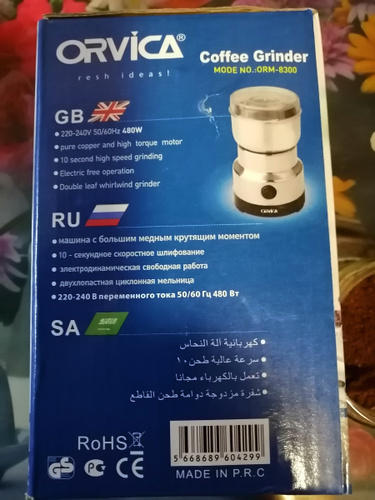 ORVICA®
resh ideas!
Coffee Grinder
MODE NO.:ORM-8300
GB
• 220-240V 50/60Hz 480W
• pure copper and high torque motor
• 10 second high speed grinding
• Electric free operation
• Double leaf whirlwind grinder
ORVICA
RU
• машина с большим медным крутящим моментом
• 10 - секундное скоростное шлифование
• электродинамическая свободная работа
• двухлопастная циклонная мельница
• 220-240 В переменного тока 50/60 Гц 480 Вт
SA
• كهربائية آلة النحاس
• سرعة عالية طحن١٠
• تعمل بالكهرباء مجانا
• شفرة مزدوجة دوامة طحن القاطع
RoHS
GS
CE
5 668689 604299
MADE IN P.R.C